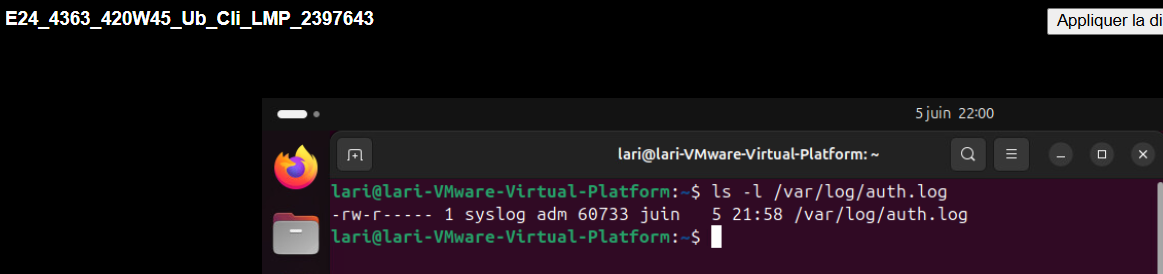 E24_4363_420W45_Ub_Cli_LMP_2397643
Appliquer la di
5 juin 22:00
lari@lari-VMware-Virtual-Platform: ~
lari@lari-VMware-Virtual-Platform:~$ ls -l /var/log/auth.log
-rw-r----- 1 syslog adm 60733 juin   5 21:58 /var/log/auth.log
lari@lari-VMware-Virtual-Platform:~$